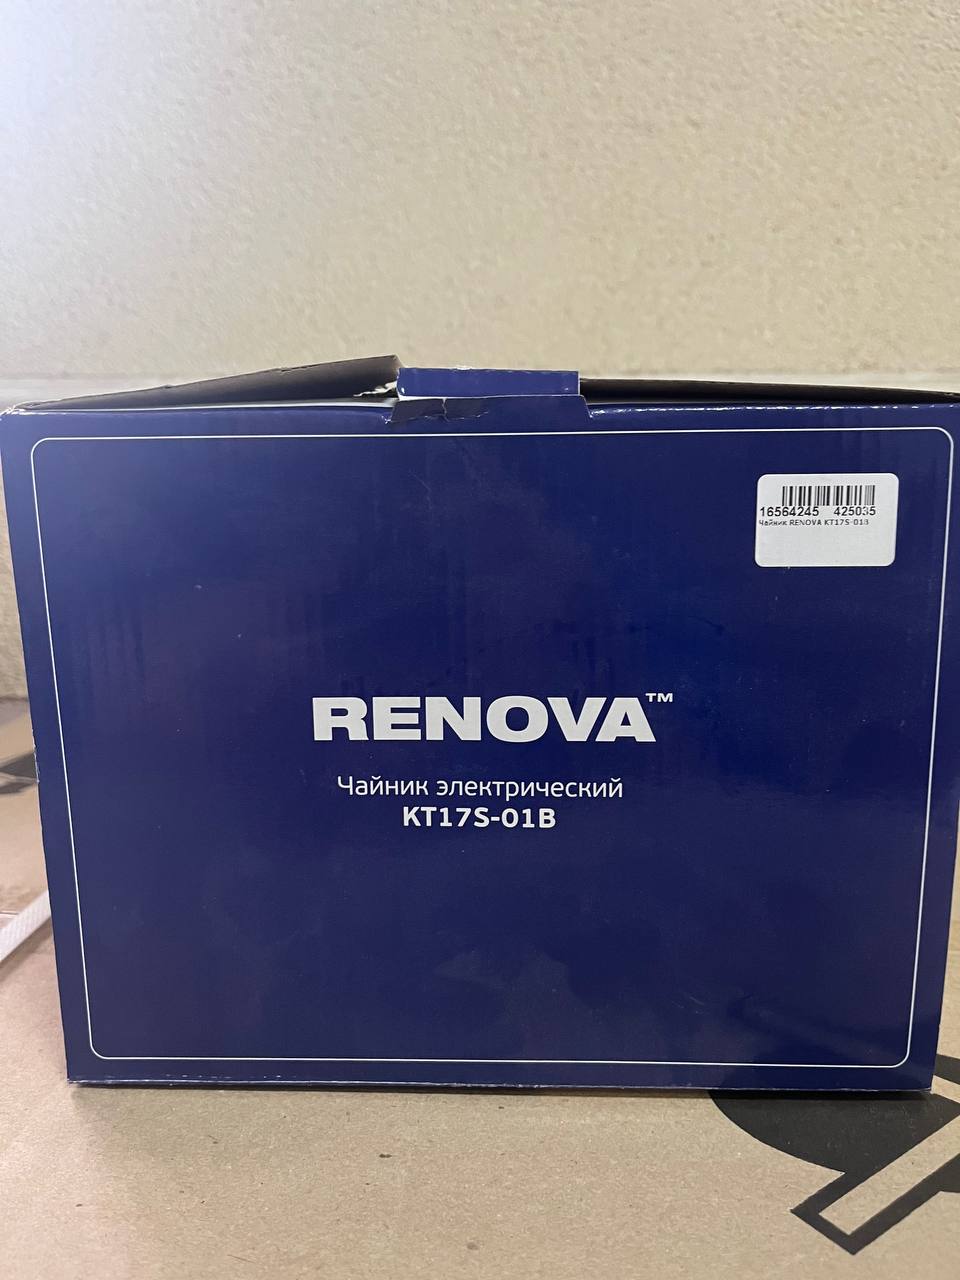 16564245 425035
Чайник RENOVA KT17S-01B
RENOVA™
Чайник электрический
KT17S-01B